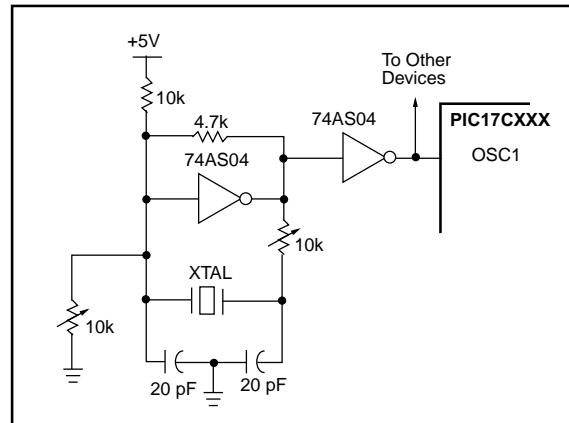 +5V
To Other
Devices
10k
4.7k
74AS04
PIC17CXXX
74AS04
OSC1
10k
XTAL
10k
20 pF
20 pF